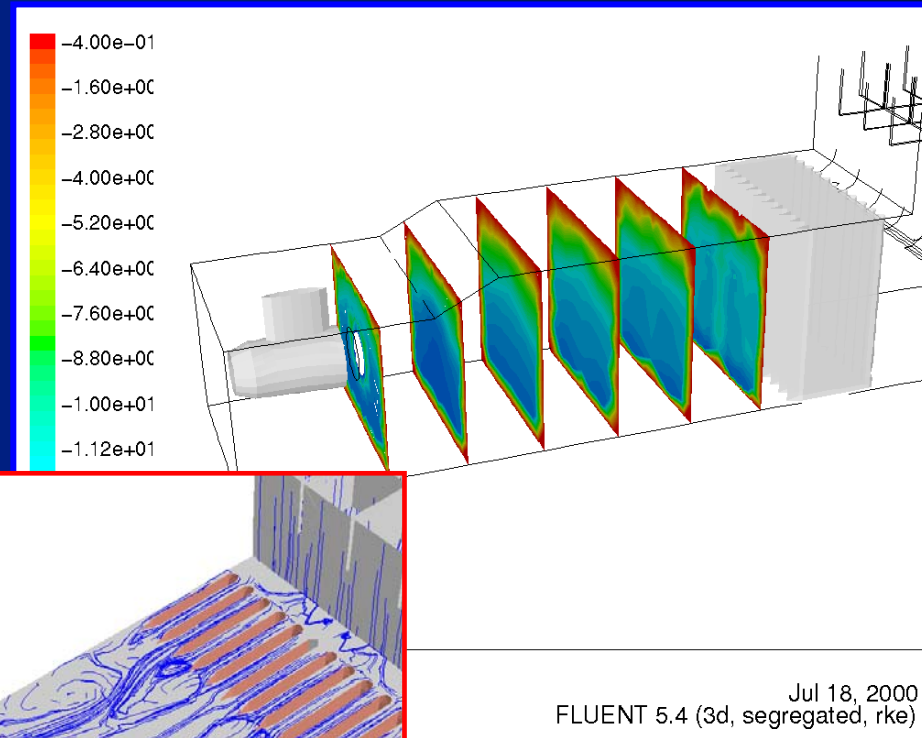 -4.00e-01
-1.60e+00
-2.80e+00
-4.00e+00
-5.20e+00
-6.40e+00
-7.60e+00
-8.80e+00
-1.00e+01
-1.12e+01
Jul 18, 2000
FLUENT 5.4 (3d, segregated, rke)